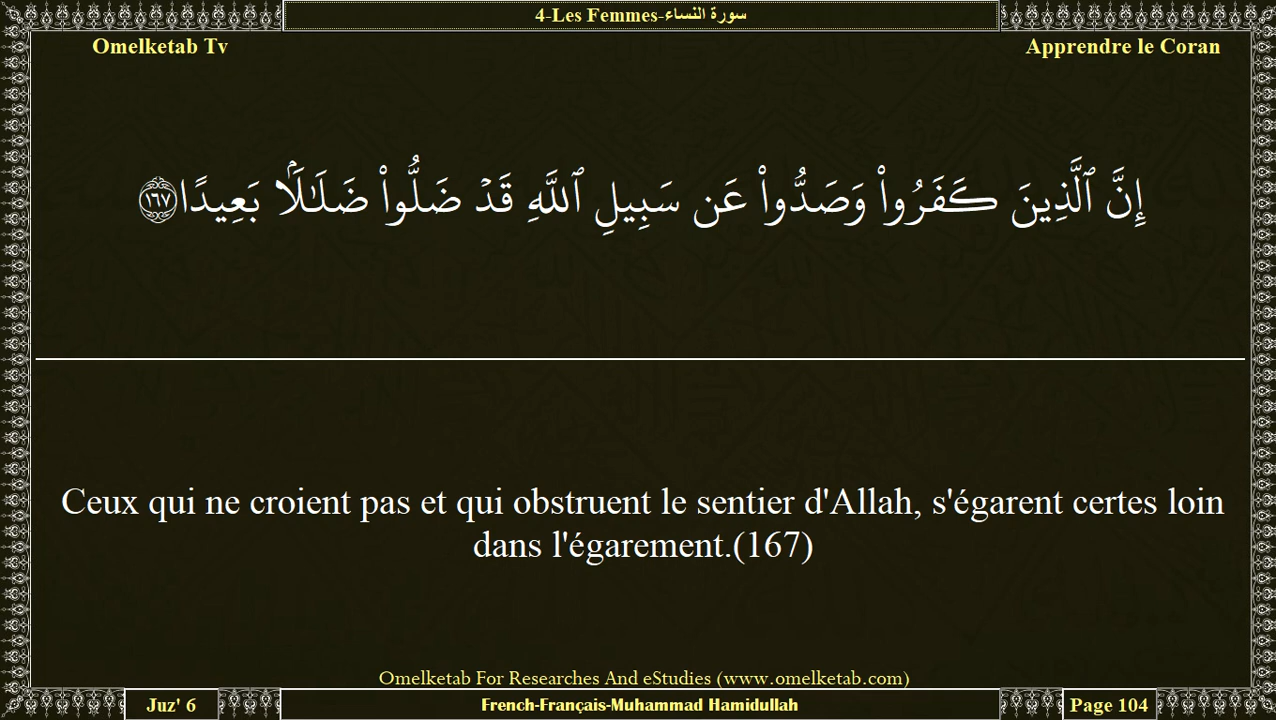 4-Les Femmes-سورة النساء
Omelketab Tv
Apprendre le Coran
إِنَّ ٱلَّذِينَ كَفَرُوا۟ وَصَدُّوا۟ عَن سَبِيلِ ٱللَّهِ قَدْ ضَلُّوا۟ ضَلَـٰلًۢا بَعِيدًا ١٦٧
Ceux qui ne croient pas et qui obstruent le sentier d'Allah, s'égarent certes loin
dans l'égarement.(167)
Omelketab For Researches And eStudies (www.omelketab.com)
Juz' 6
French-Français-Muhammad Hamidullah
Page 104